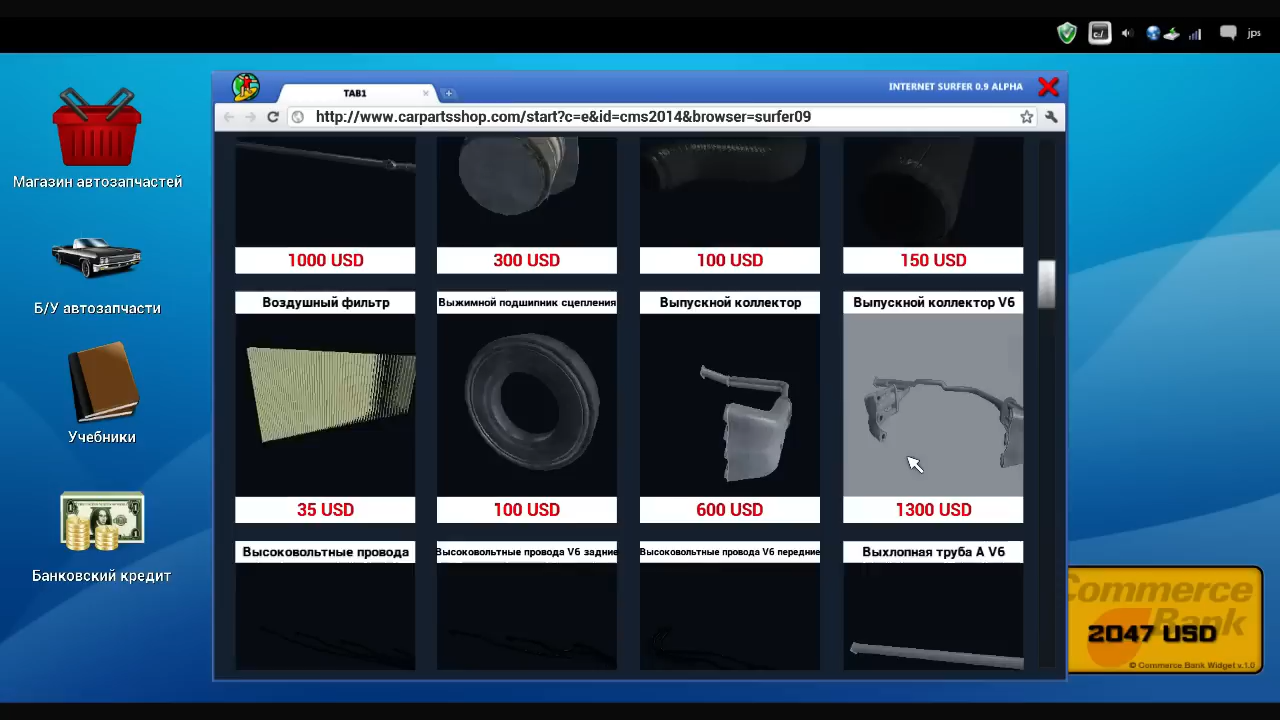 jps
INTERNET SURFER 0.9 ALPHA
TAB1
http://www.carpartsshop.com/start?c=e&id=cms2014&browser=surfer09
Магазин автозапчастей
Б/У автозапчасти
Учебники
Банковский кредит
1000 USD
300 USD
100 USD
150 USD
Воздушный фильтр
Выжимной подшипник сцепления
Выпускной коллектор
Выпускной коллектор V6
35 USD
100 USD
600 USD
1300 USD
Высоковольтные провода
Высоковольтные провода V6 задние
Высоковольтные провода V6 передние
Выхлопная труба A V6
Commerce
Bank
2047 USD
© Commerce Bank Widget v.1.0